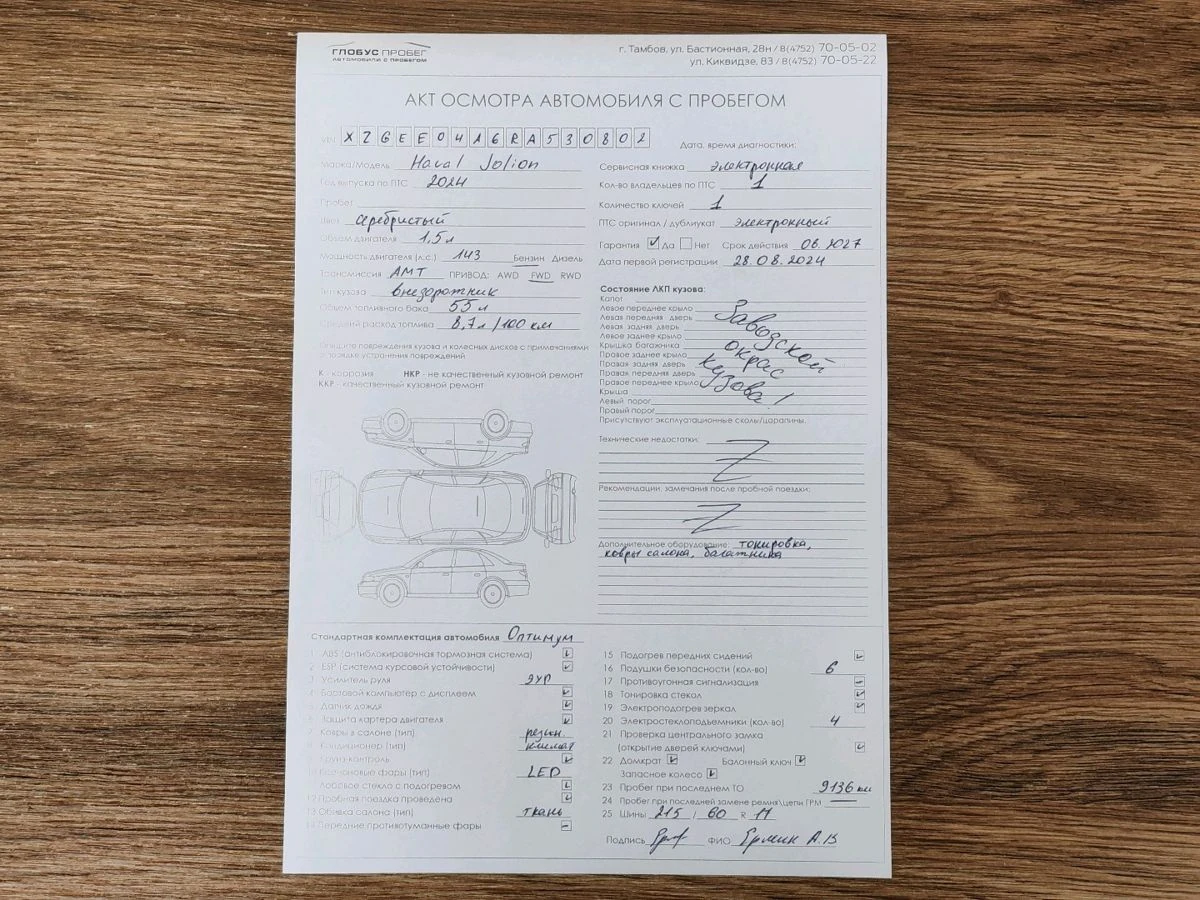 ГЛОБУС ПРОБЕГ
АВТОМОБИЛИ С ПРОБЕГОМ
г. Тамбов, ул. Бастионная, 28н / 8(4752) 70-05-02
ул. Киквидзе, 83 / 8(4752) 70-05-22
АКТ ОСМОТРА АВТОМОБИЛЯ С ПРОБЕГОМ
VIN XZGEE04A6RA530802
Дата, время диагностики:
Марка/Модель Haval Jolion
Год выпуска по ПТС 2024
Пробег
Цвет серебристый
Объем двигателя 1,5 л
Мощность двигателя (л.с.) 143 Бензин Дизель
Трансмиссия АМТ ПРИВОД: AWD FWD RWD
Тип кузова внедорожник
Объем топливного бака 55 л
Средний расход топлива 8,7 л/100 км
Опишите повреждения кузова и колесных дисков с примечаниями
о порядке устранения повреждений
К - коррозия НКР - не качественный кузовной ремонт
ККР - качественный кузовной ремонт
Сервисная книжка электронная
Кол-во владельцев по ПТС 1
Количество ключей 1
ПТС оригинал / дубликат электронный
Гарантия Да Нет Срок действия 08.2027
Дата первой регистрации 28.08.2024
Состояние ЛКП кузова:
Капот
Левое переднее крыло
Левая передняя дверь
Левая задняя дверь
Левое заднее крыло
Крышка багажника
Правое заднее крыло
Правая задняя дверь
Правая передняя дверь
Правое переднее крыло
Крыша
Левый порог
Правый порог
Заводской
окрас
кузова!
Присутствуют эксплуатационные сколы/царапины.
Технические недостатки: Z
Рекомендации, замечания после пробной поездки:
Z
Дополнительное оборудование: тонировка,
ковры салона, багажника
Стандартная комплектация автомобиля Оптимум
1 ABS (антиблокировочная тормозная система)
2 ESP (система курсовой устойчивости)
3 Усилитель руля ЭУР
4 Бортовой компьютер с дисплеем
5 Датчик дождя
6 Защита картера двигателя
7 Ковры в салоне (тип) резин.
8 Кондиционер (тип) климат
Круиз-контроль
10 Ксеноновые фары (тип) LED
Лобовое стекло с подогревом
12 Пробная поездка проведена
13 Обивка салона (тип) ткань
14 Передние противотуманные фары
15 Подогрев передних сидений
16 Подушки безопасности (кол-во) 6
17 Противоугонная сигнализация
18 Тонировка стекол
19 Электроподогрев зеркал
20 Электростеклоподъемники (кол-во) 4
21 Проверка центрального замка
(открытие дверей ключами)
22 Домкрат Балонный ключ
Запасное колесо
23 Пробег при последнем ТО 9136 км
24 Пробег при последней замене ремня\цепи ГРМ —
25 Шины 215 / 60 R 17
Подпись ФИО Ермин А.В